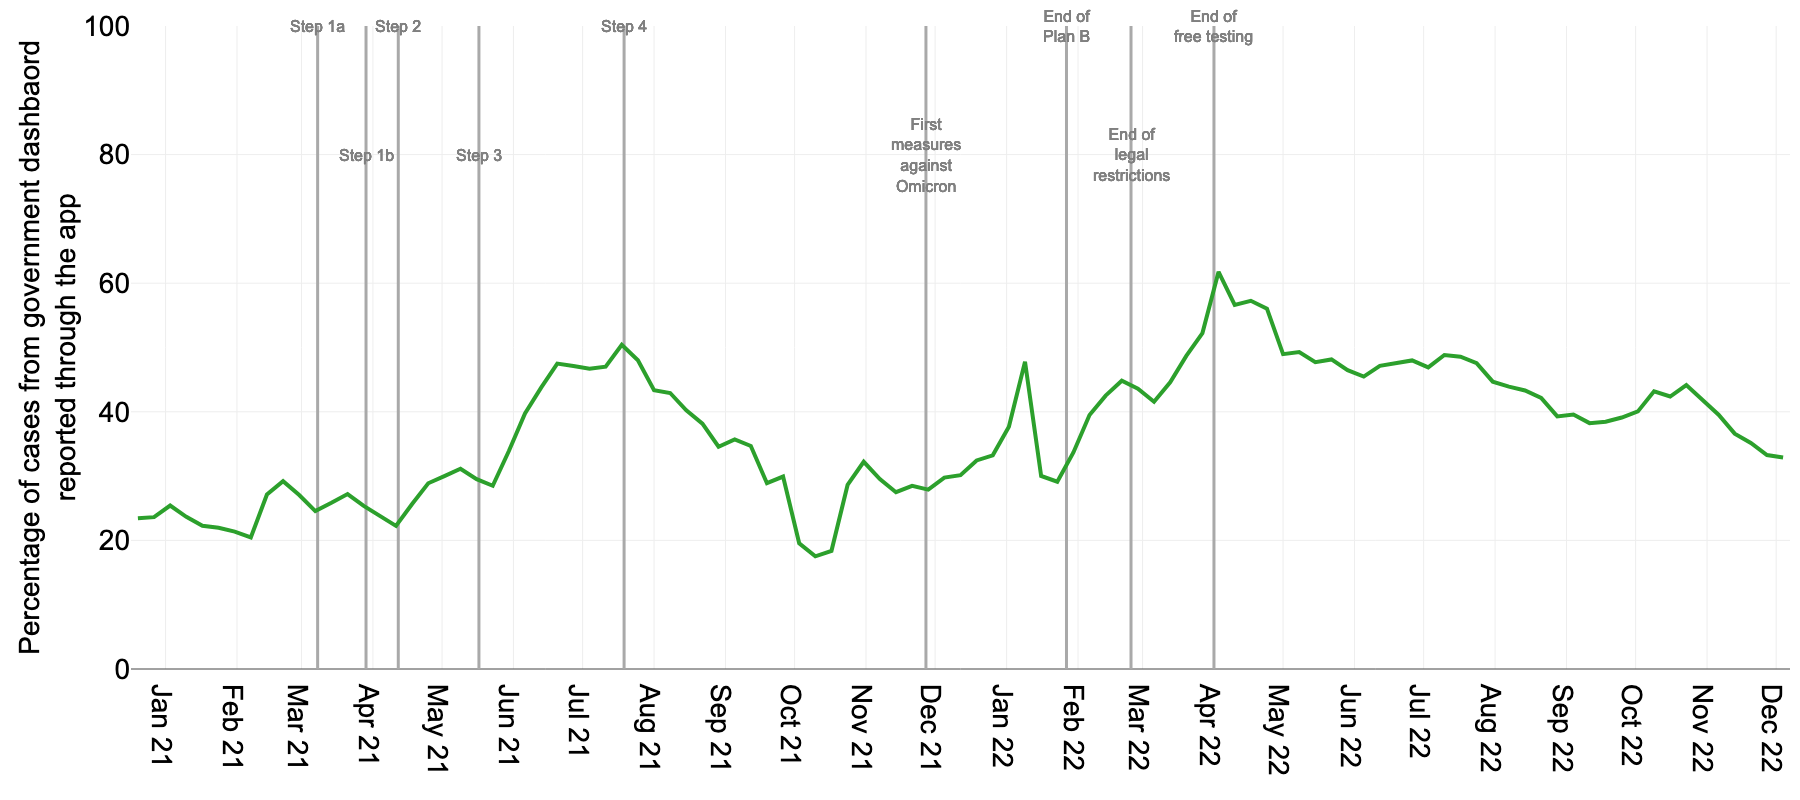 Percentage of cases from government dashbaord
reported through the app
100
80
60
40
20
0
Step 1a
Step 1b
Step 2
Step 3
Step 4
First
measures
against
Omicron
End of
Plan B
End of
legal
restrictions
End of
free testing
Jan 21
Feb 21
Mar 21
Apr 21
May 21
Jun 21
Jul 21
Aug 21
Sep 21
Oct 21
Nov 21
Dec 21
Jan 22
Feb 22
Mar 22
Apr 22
May 22
Jun 22
Jul 22
Aug 22
Sep 22
Oct 22
Nov 22
Dec 22